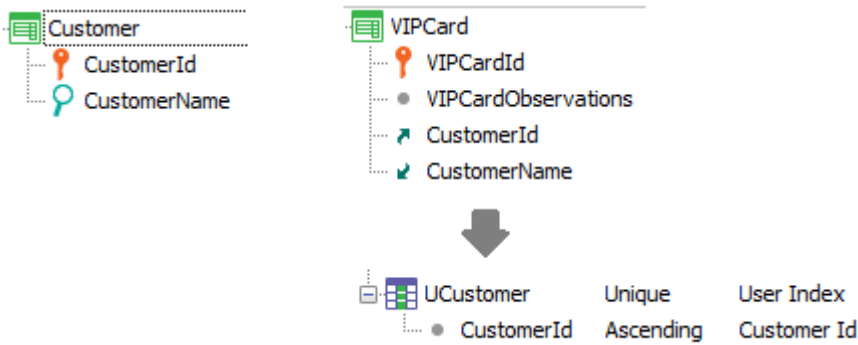 Customer
CustomerId
CustomerName
VIPCard
VIPCardId
VIPCardObservations
CustomerId
CustomerName
UCustomer Unique User Index
CustomerId Ascending Customer Id